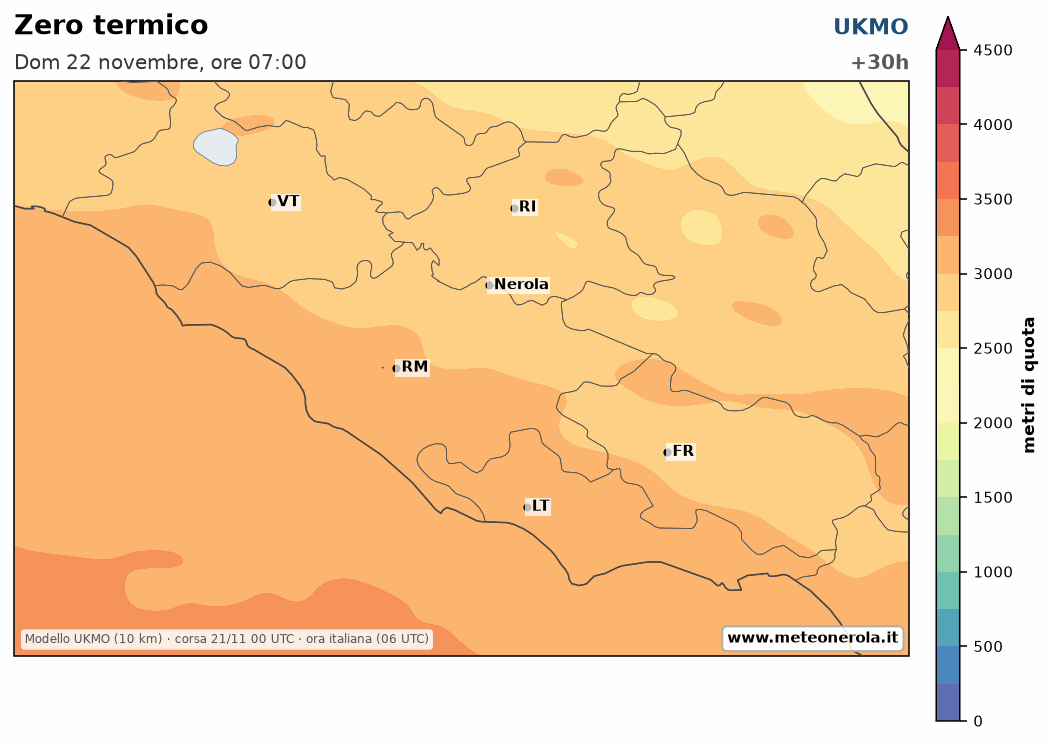 Zero termico
UKMO
Dom 22 novembre, ore 07:00
+30h
4500
4000
3500
3000
2500
2000
1500
1000
500
0
metri di quota
VT
RI
Nerola
RM
FR
LT
Modello UKMO (10 km) · corsa 21/11 00 UTC · ora italiana (06 UTC)
www.meteonerola.it